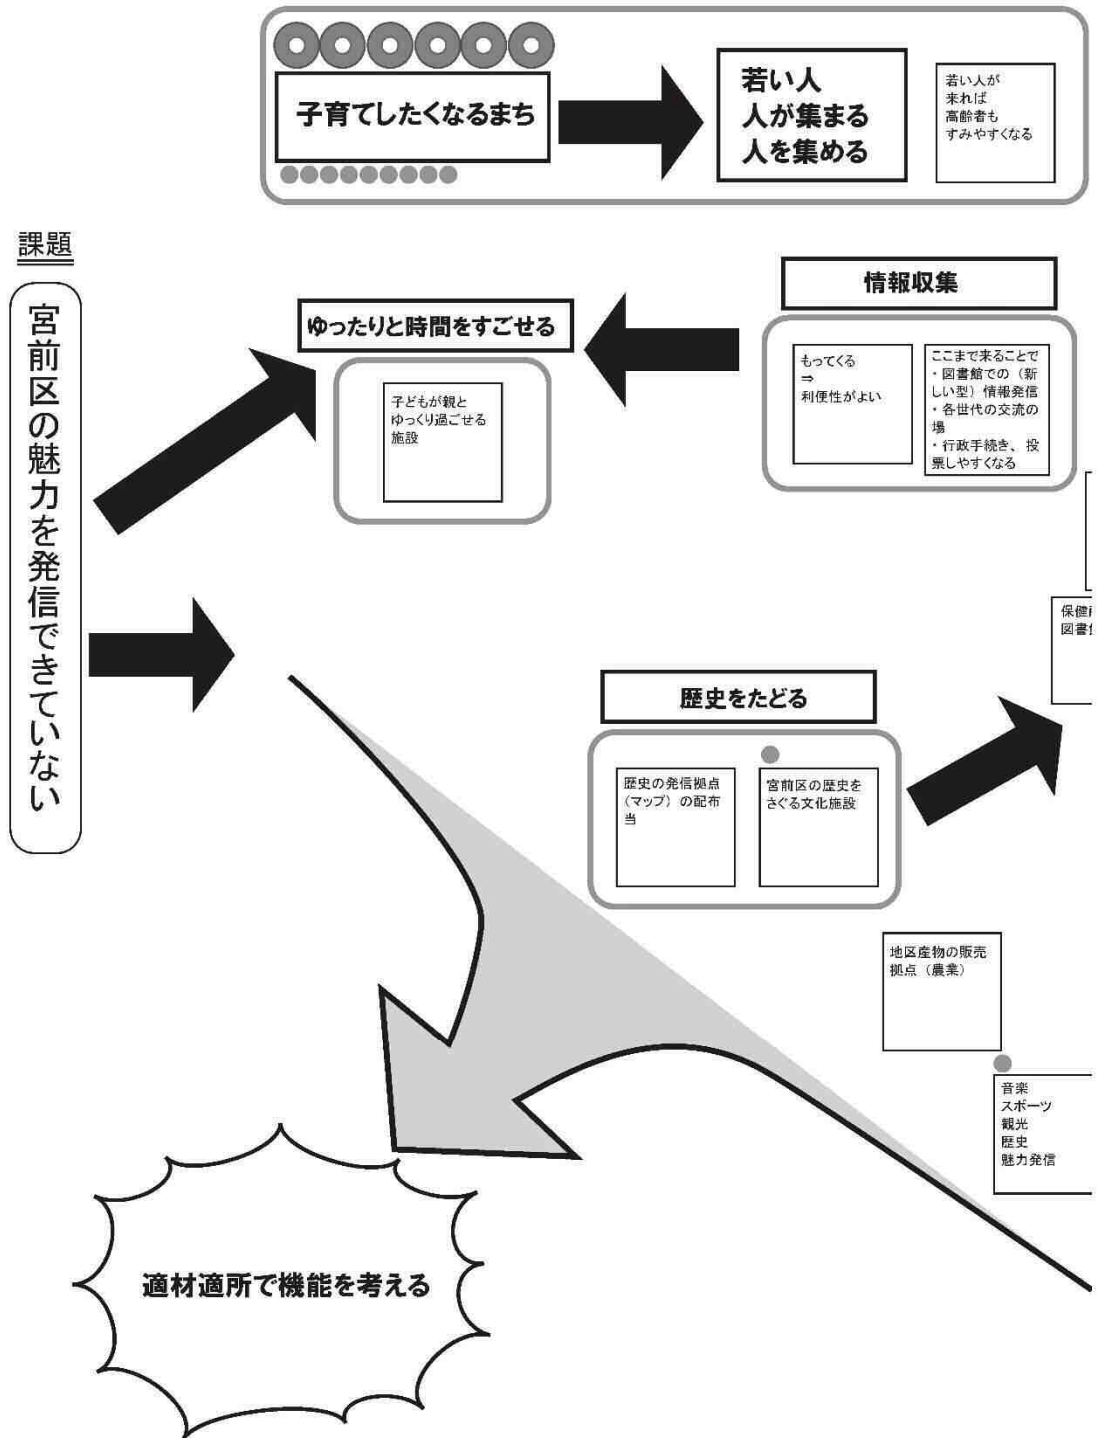 子育てしたくなるまち
若い人
人が集まる
人を集める
若い人が
来れば
高齢者も
すみやすくなる
課題
宮前区の魅力を発信できていない
ゆったりと時間をすごせる
子どもが親と
ゆっくり過ごせる
施設
情報収集
もってくる
⇒
利便性がよい
ここまで来ることで
・図書館での（新
しい型）情報発信
・各世代の交流の
場
・行政手続き、投
票しやすくなる
保健
図書
歴史をたどる
歴史の発信拠点
（マップ）の配布
当
宮前区の歴史を
さぐる文化施設
地区産物の販売
拠点（農業）
音楽
スポーツ
観光
歴史
魅力発信
適材適所で機能を考える